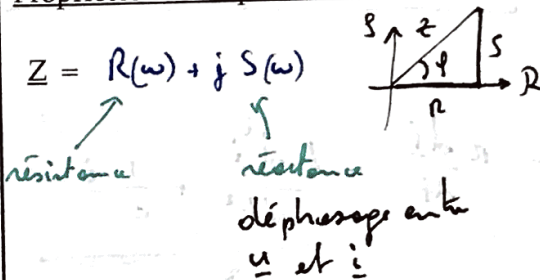 Z = R(ω) + j S(ω)
résistance
réactance
déphasage entre
u et i
S
Z
S
φ
R
R